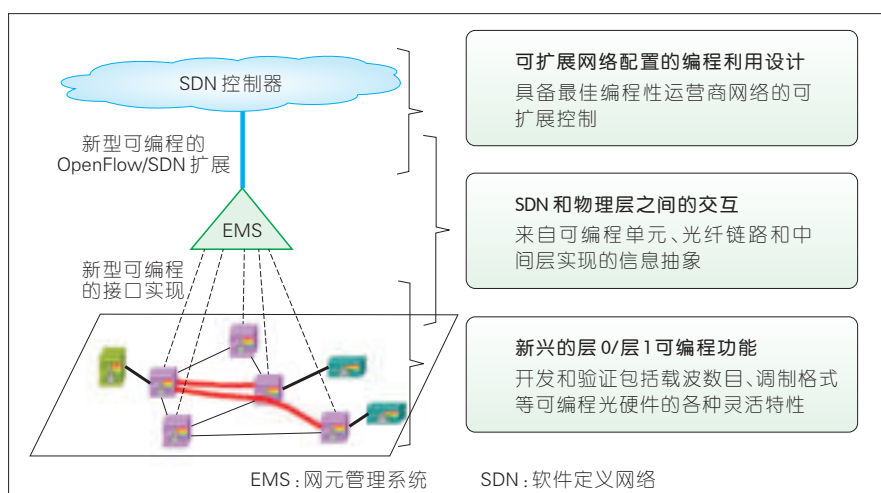 SDN 控制器
新型可编程的
OpenFlow/SDN 扩展
EMS
新型可编程
的接口实现
可扩展网络配置的编程利用设计
具备最佳编程性运营商网络的可
扩展控制
SDN 和物理层之间的交互
来自可编程单元、光纤链路和中
间层实现的信息抽象
新兴的层 0/层 1 可编程功能
开发和验证包括载波数目、调制格式
等可编程光硬件的各种灵活特性
EMS：网元管理系统 SDN：软件定义网络